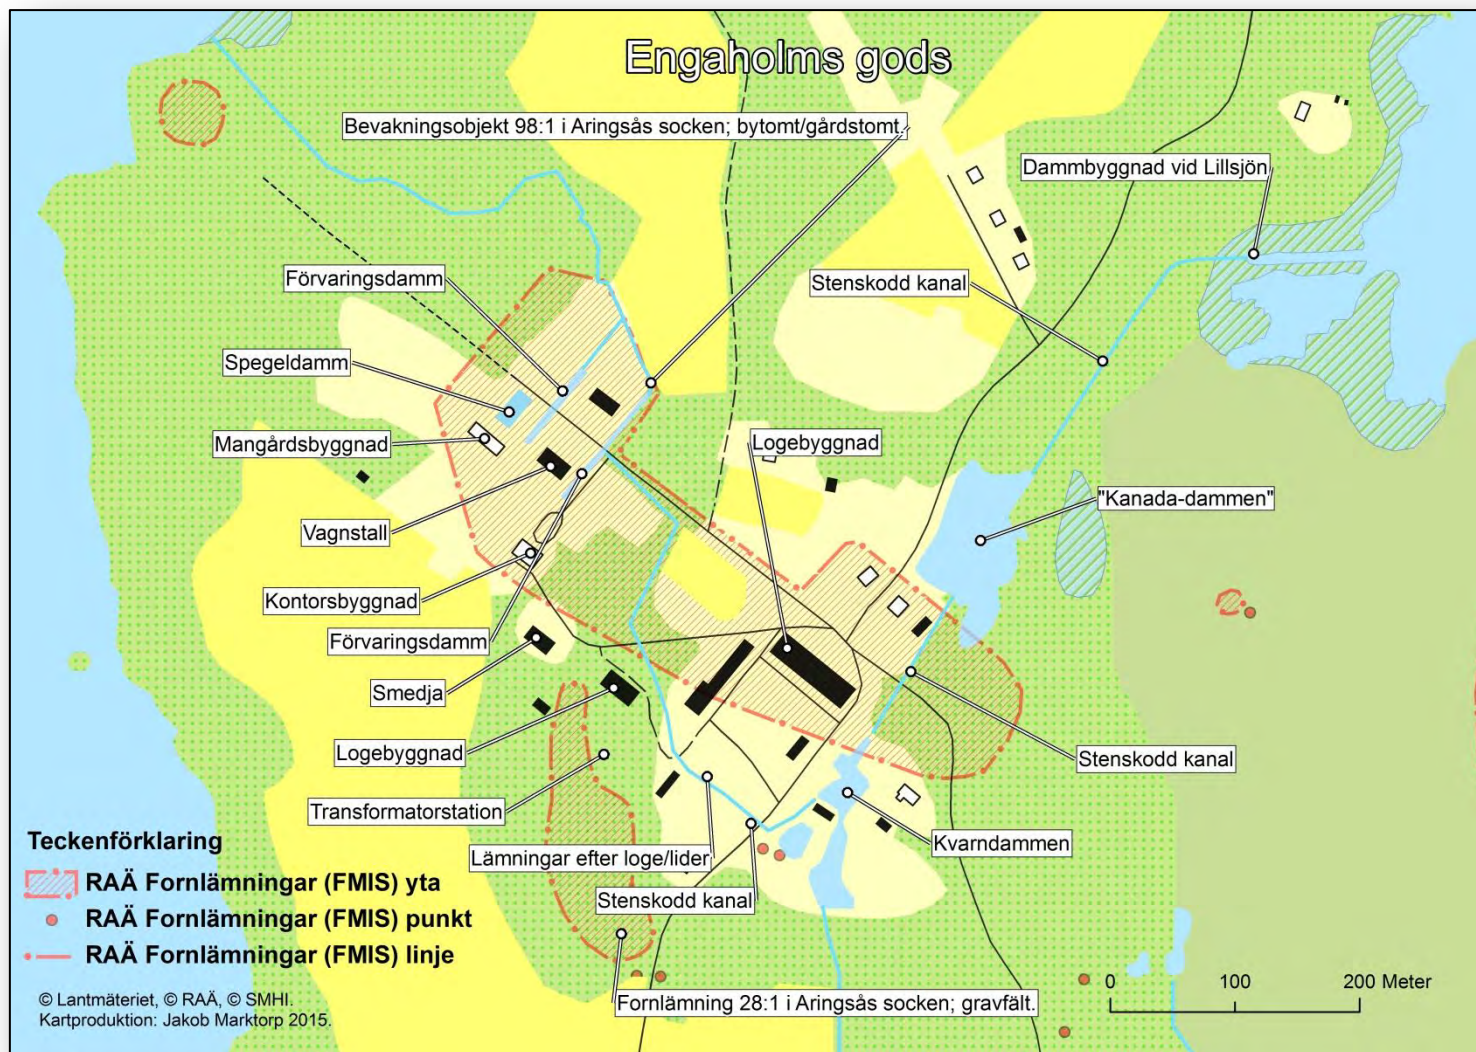 Engaholms gods
Bevakningsobjekt 98:1 i Aringsås socken; bytomt/gårdstomt.
Dammbyggnad vid Lillsjön
Förvaringsdamm
Stenskodd kanal
Spegeldamm
Mangårdsbyggnad
Logebyggnad
"Kanada-dammen"
Vagnstall
Kontorsbyggnad
Förvaringsdamm
Smedja
Logebyggnad
Stenskodd kanal
Transformatorstation
Kvarndammen
Lämningar efter loge/lider
Stenskodd kanal
Fornlämning 28:1 i Aringsås socken; gravfält.
Teckenförklaring
RAÄ Fornlämningar (FMIS) yta
RAÄ Fornlämningar (FMIS) punkt
RAÄ Fornlämningar (FMIS) linje
© Lantmäteriet, © RAÄ, © SMHI.
Kartproduktion: Jakob Marktorp 2015.
0 100 200 Meter